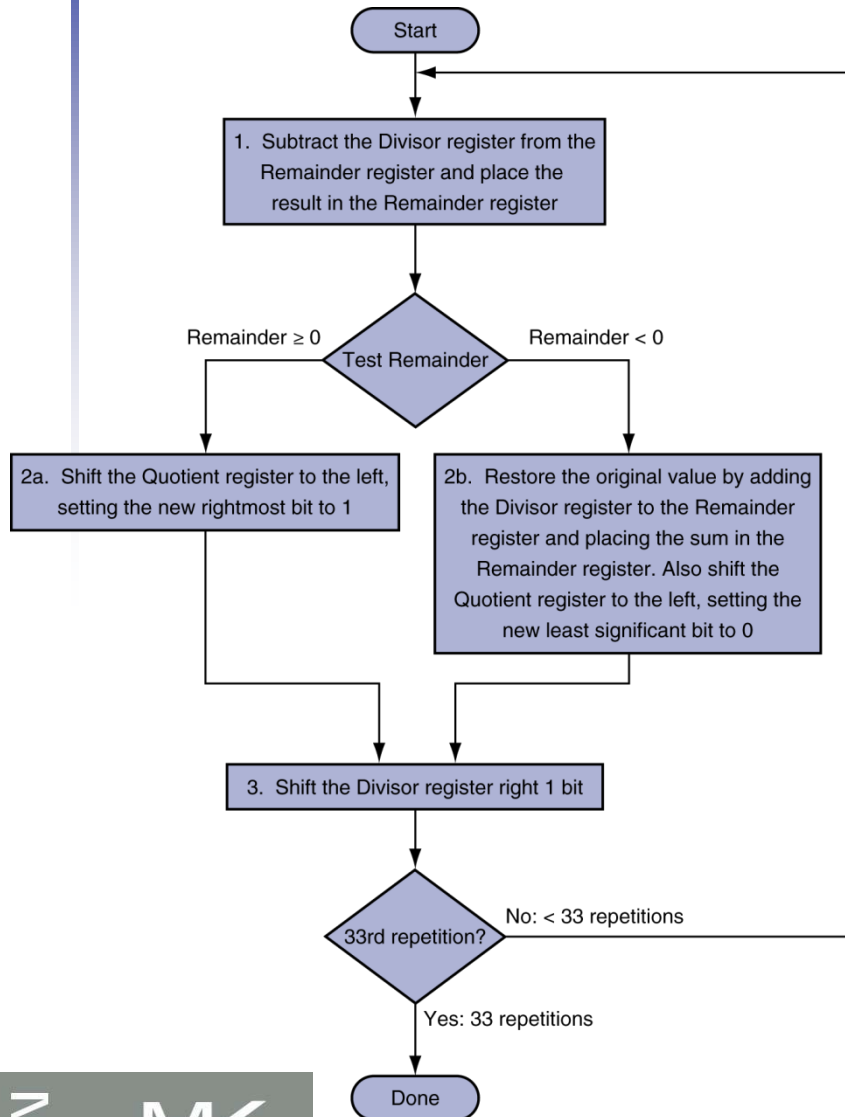 Start
1. Subtract the Divisor register from the
Remainder register and place the
result in the Remainder register
Remainder ≥ 0
Remainder < 0
Test Remainder
2a. Shift the Quotient register to the left,
setting the new rightmost bit to 1
2b. Restore the original value by adding
the Divisor register to the Remainder
register and placing the sum in the
Remainder register. Also shift the
Quotient register to the left, setting the
new least significant bit to 0
3. Shift the Divisor register right 1 bit
33rd repetition?
No: < 33 repetitions
Yes: 33 repetitions
Done